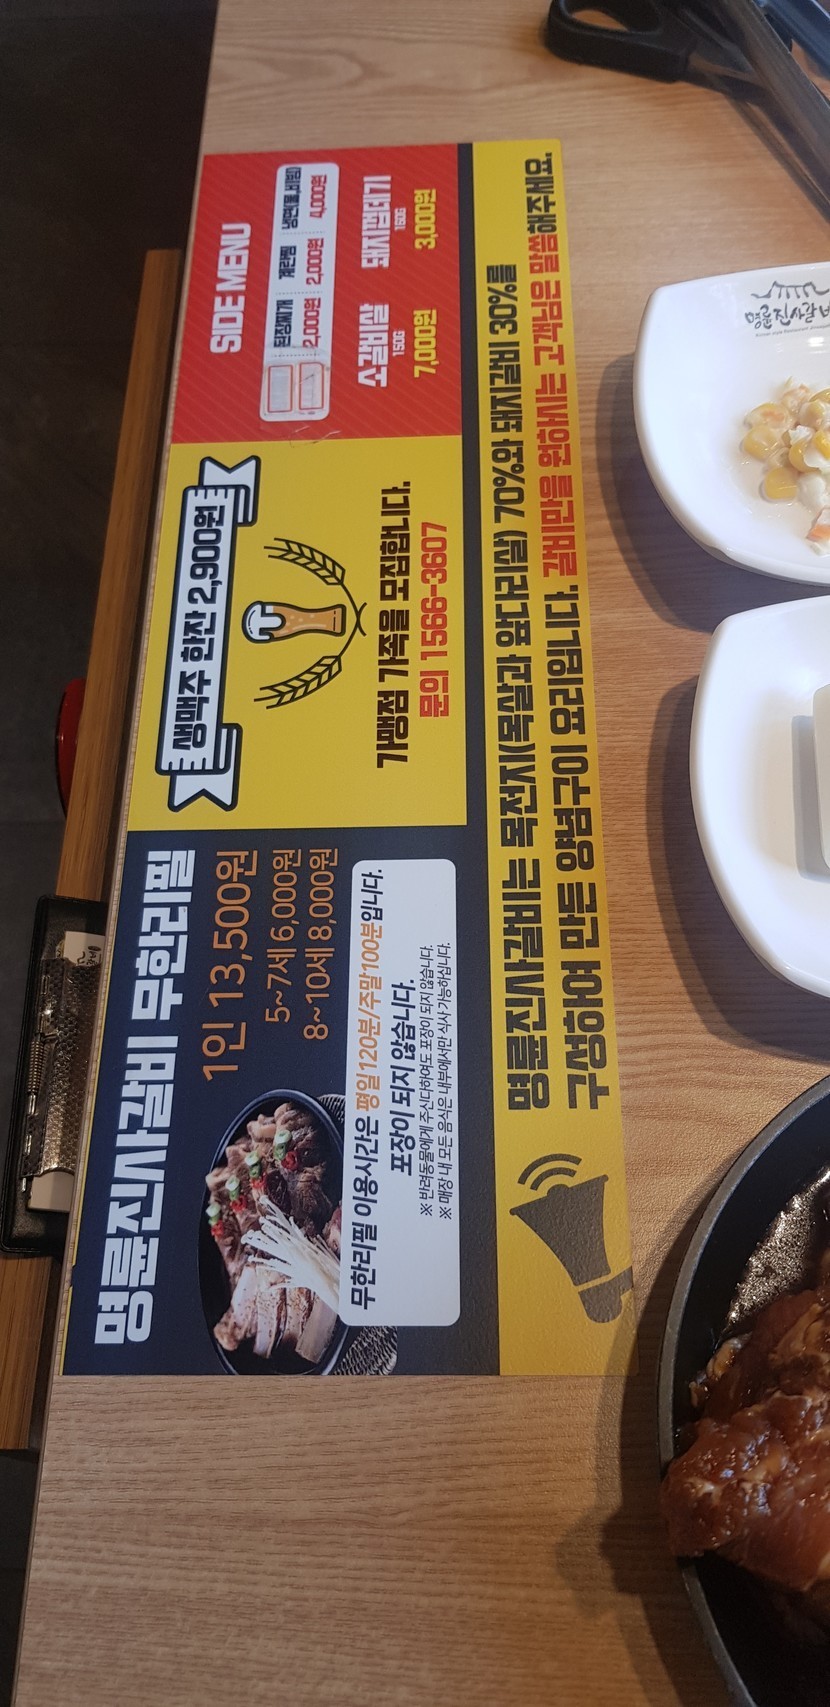 명륜진사갈비 무한리필
1인 13,500원
5~7세 6,000원
8~10세 8,000원
무한리필 이용시간은 평일120분/주말100분입니다.
포장이 되지 않습니다.
※ 반려동물에게 주신다하여도 포장이 되지 않습니다.
※ 매장 내 모든 음식은 내부에서만 식사 가능하십니다.
생맥주 한잔 2,900원
가맹점 가족을 모집합니다.
문의 1566-3607
SIDE MENU
된장찌개 계란찜 냉면(물,비빔)
2,000원 2,000원 4,000원
소갈비살 돼지껍데기
150G 160G
7,000원 3,000원
명륜진사갈비는 목전지(목살과 앞다리살) 70%와 돼지갈비 30%를
구성하여 만든 양념구이 요리입니다. 갈비만을 원하시는 고객님은 말씀해주세요.
명륜진사갈비